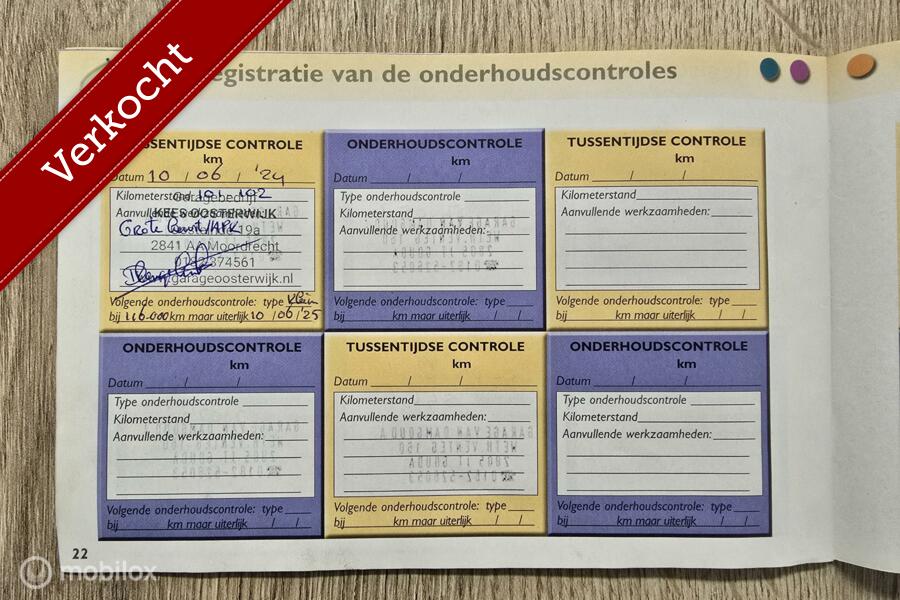 Verkocht
egistratie van de onderhoudscontroles
SSENTIJDSE CONTROLE
km
Datum 10 / 06 / '24
Kilometerstand
Garagebedrijf
Aanvullende
KEES OOSTERWIJK
Grote Beurt/APK
19a
2841 AA Moordrecht
garageoosterwijk.nl
Volgende onderhoudscontrole: type Klein
bij 116.000 km maar uiterlijk 10 / 06 / 25
ONDERHOUDSCONTROLE
km
Datum / /
Type onderhoudscontrole
Kilometerstand
Aanvullende werkzaamheden:
Volgende onderhoudscontrole: type
bij km maar uiterlijk / /
TUSSENTIJDSE CONTROLE
km
Datum / /
Kilometerstand
Aanvullende werkzaamheden:
Volgende onderhoudscontrole: type
bij km maar uiterlijk / /
ONDERHOUDSCONTROLE
km
Datum / /
Type onderhoudscontrole
Kilometerstand
Aanvullende werkzaamheden:
Volgende onderhoudscontrole: type
bij km maar uiterlijk / /
TUSSENTIJDSE CONTROLE
km
Datum / /
Kilometerstand
Aanvullende werkzaamheden:
Volgende onderhoudscontrole: type
bij km maar uiterlijk / /
ONDERHOUDSCONTROLE
km
Datum / /
Type onderhoudscontrole
Kilometerstand
Aanvullende werkzaamheden:
Volgende onderhoudscontrole: type
bij km maar uiterlijk / /
22
mobilox